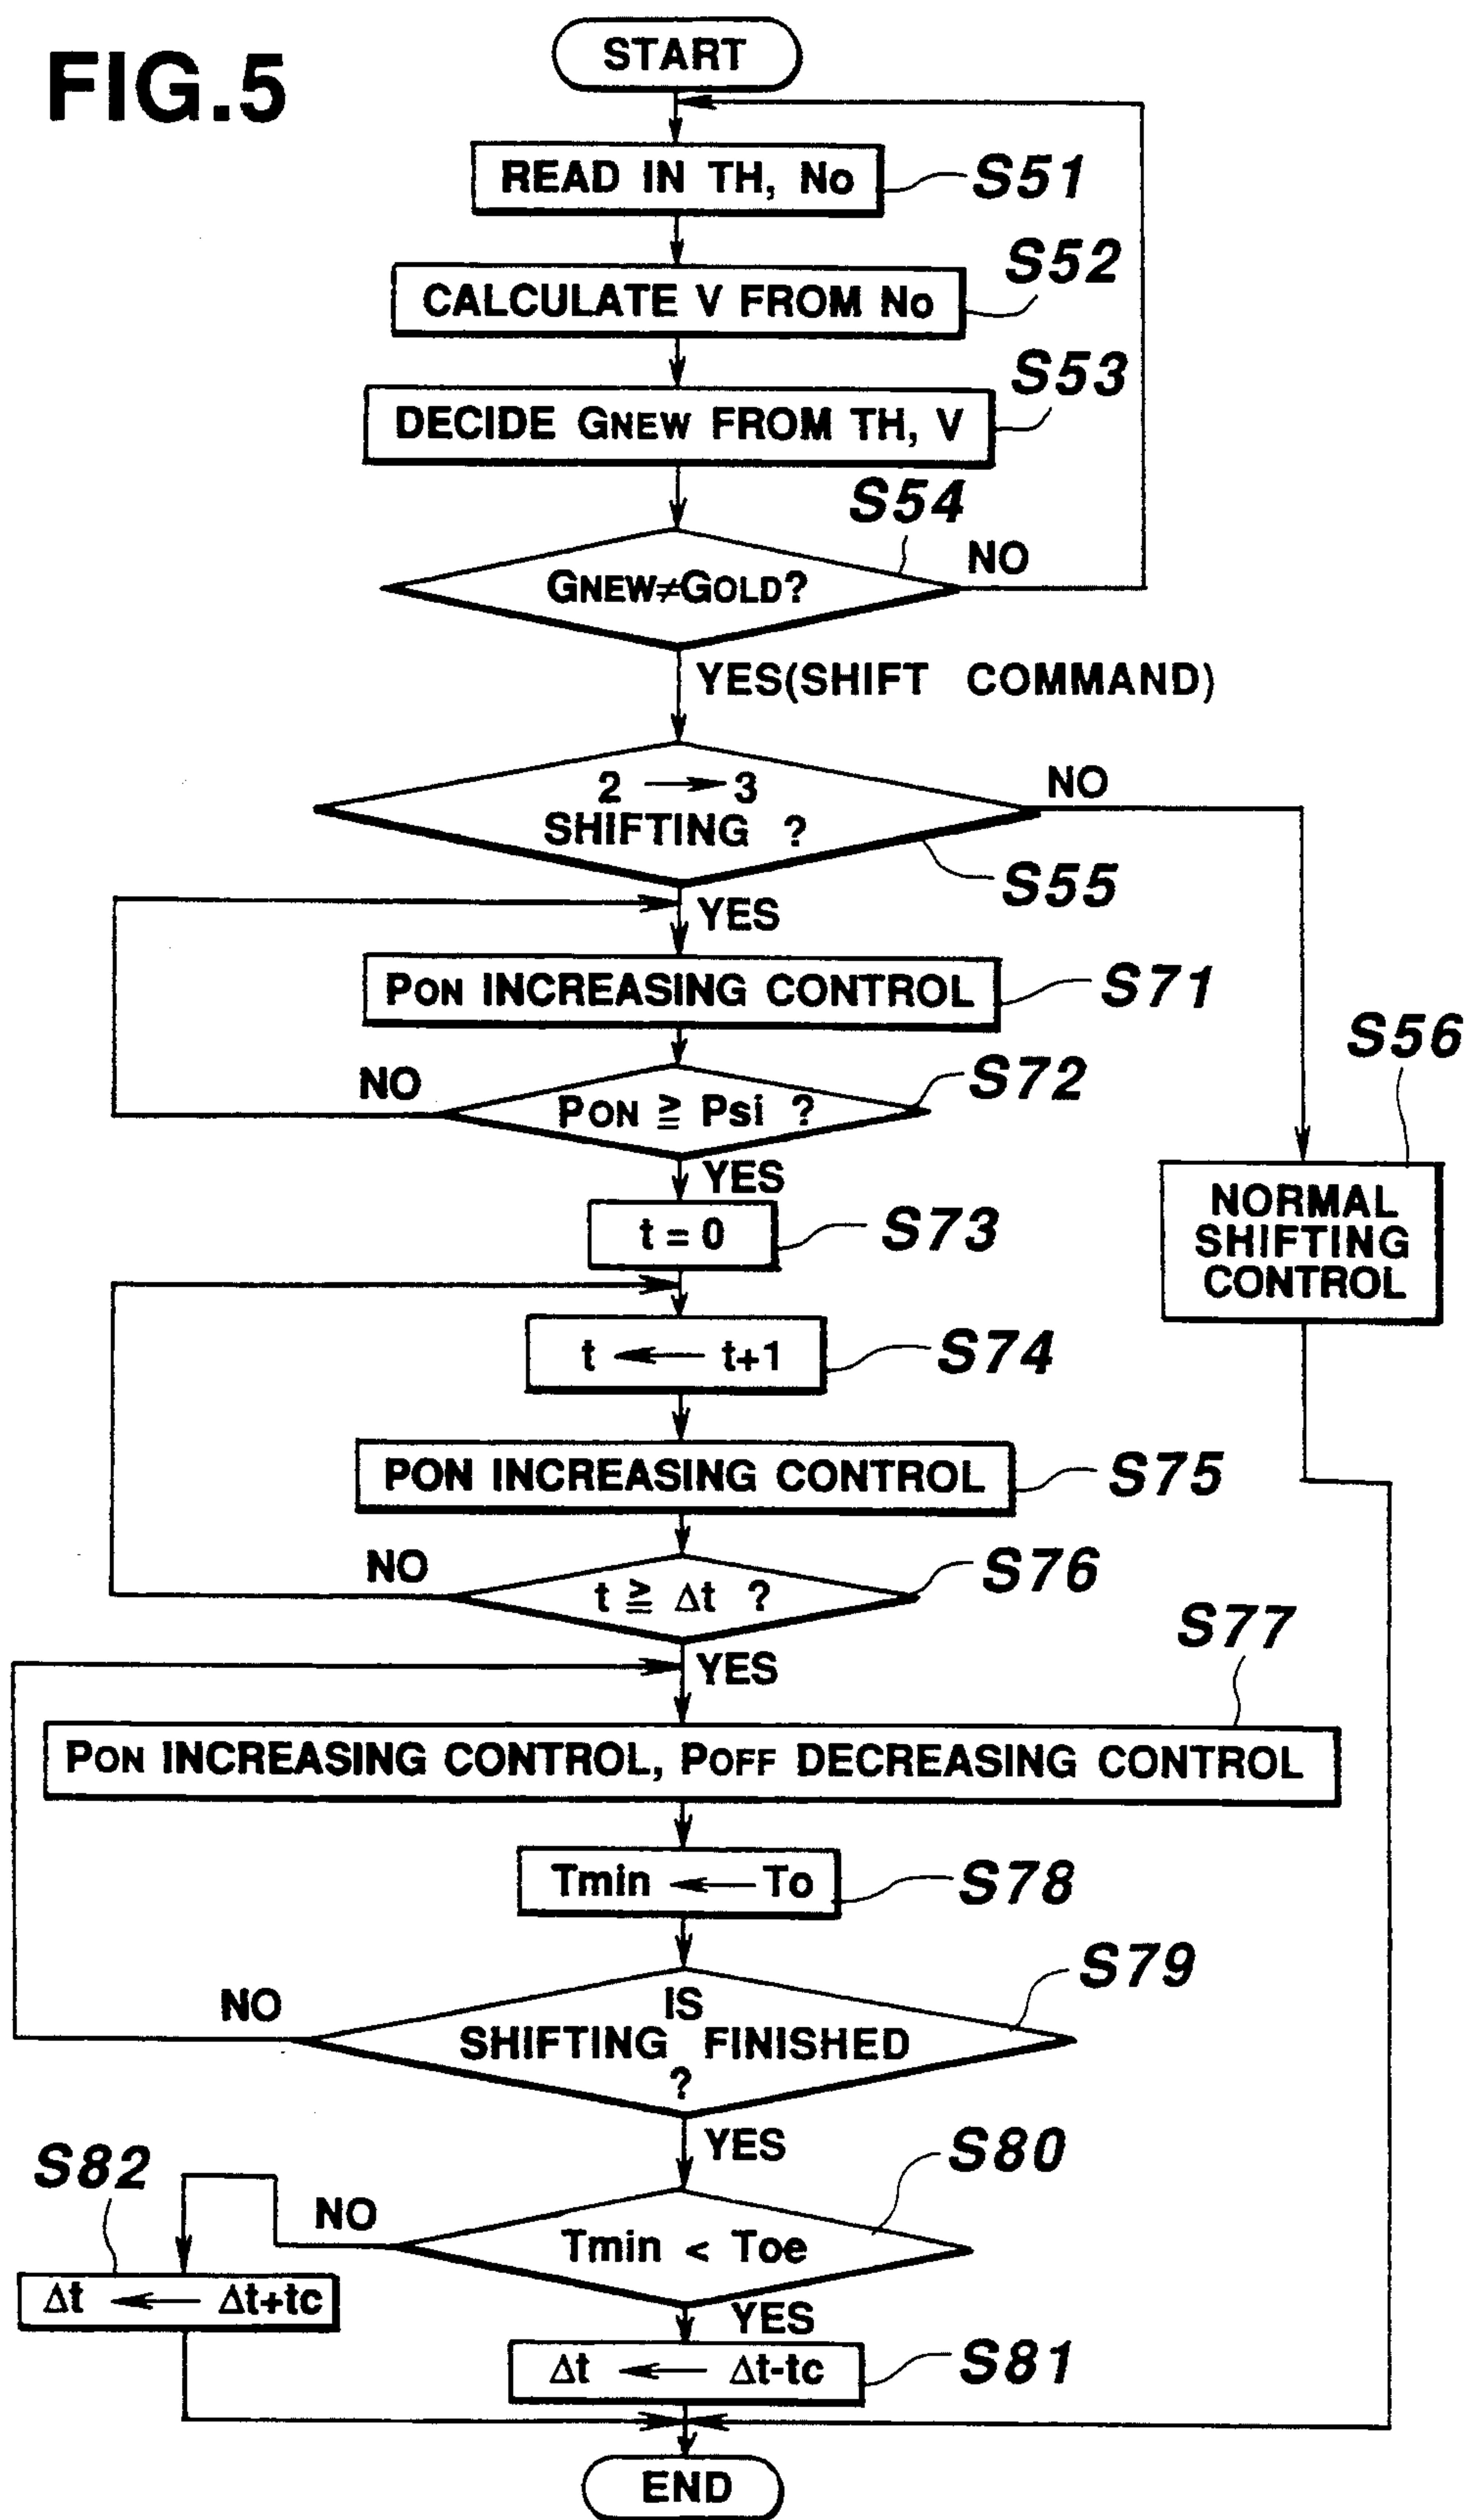 FIG.5
START
READ IN TH, No
S51
CALCULATE V FROM No
S52
DECIDE GNEW FROM TH, V
S53
S54
GNEW≠GOLD?
NO
YES(SHIFT COMMAND)
2 → 3
SHIFTING ?
NO
S55
YES
PON INCREASING CONTROL
S71
S56
NORMAL
SHIFTING
CONTROL
NO
PON ≧ Psi ?
S72
YES
t = 0
S73
t ← t+1
S74
PON INCREASING CONTROL
S75
NO
t ≧ Δt ?
S76
YES
S77
PON INCREASING CONTROL, POFF DECREASING CONTROL
Tmin ← To
S78
S79
NO
IS
SHIFTING FINISHED
?
YES
S80
S82
NO
Tmin < Toe
Δt ← Δt+tc
YES
Δt ← Δt-tc
S81
END